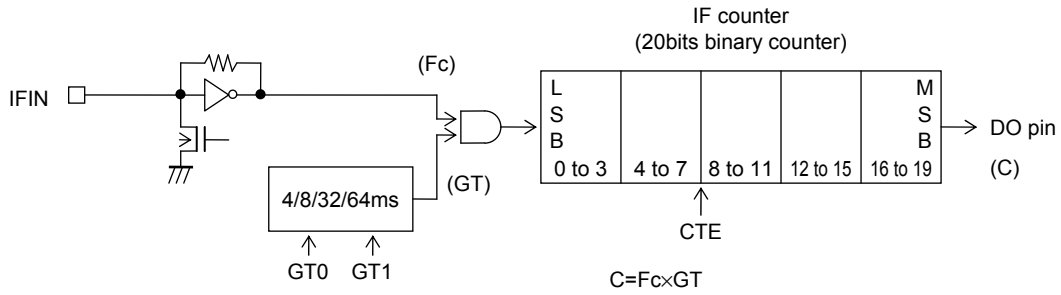 IF counter
(20bits binary counter)
(Fc)
IFIN
L
S
B
M
S
B
DO pin
0 to 3 4 to 7 8 to 11 12 to 15 16 to 19
(C)
(GT)
4/8/32/64ms
CTE
GT0 GT1
C=Fc×GT